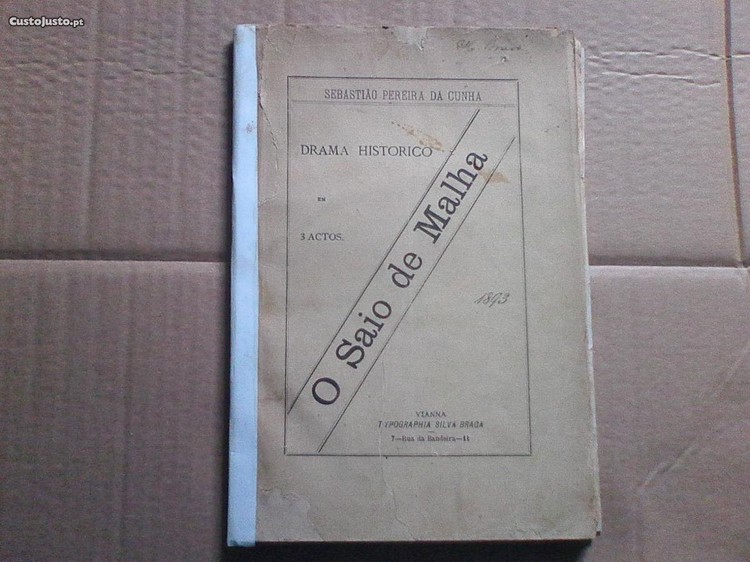 CustoJusto.pt
SEBASTIÃO PEREIRA DA CUNHA
DRAMA HISTORICO
EM
3 ACTOS.
O Saio de Malha
1893
VIANNA
TYPOGRAPHIA SILVA BRAGA
7—Rua da Bandeira—11